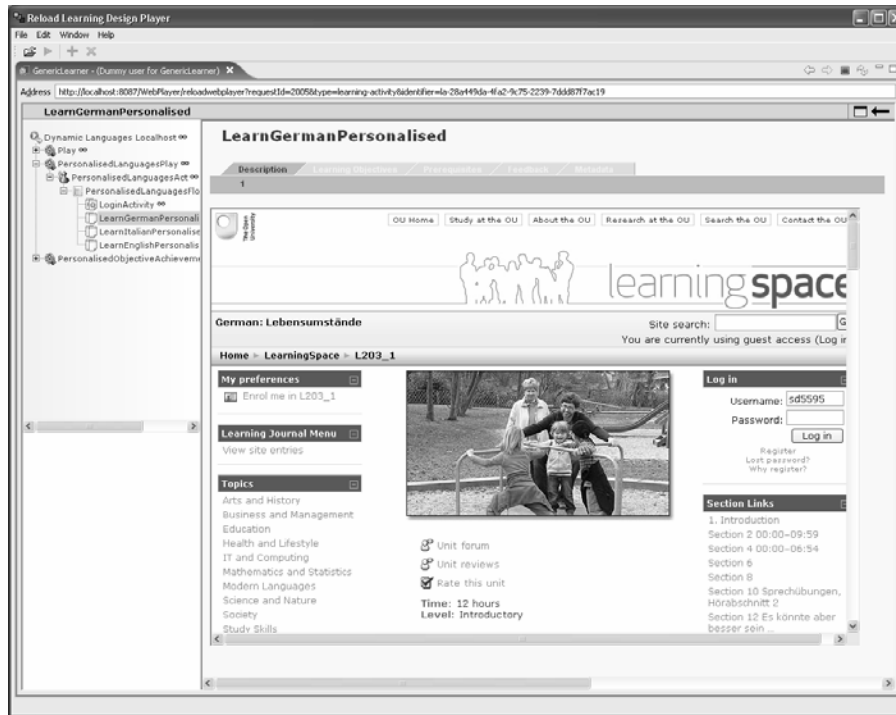 Reload Learning Design Player
File Edit Window Help
GenericLearner - (Dummy user for GenericLearner)
Address http://localhost:8087/WebPlayer/reloadwebplayer?requestId=2005&type=learning-activity&identifier=la-28a449da-4fa2-9c75-2239-7ddd87f7ac19
LearnGermanPersonalised
Dynamic Languages Localhost
Play
PersonalisedLanguagesPlay
PersonalisedLanguagesAct
PersonalisedLanguagesFlo
LoginActivity
LearnGermanPersonali
LearnItalianPersonalise
LearnEnglishPersonalis
PersonalisedObjectiveAchieveme
LearnGermanPersonalised
Description Learning Objectives Prerequisites Feedback Metadata
1
The Open University
OU Home Study at the OU About the OU Research at the OU Search the OU Contact the OU
learningspace
German: Lebensumstände
Site search: G
You are currently using guest access (Log in
Home LearningSpace L203_1
My preferences
Enrol me in L203_1
Learning Journal Menu
View site entries
Topics
Arts and History
Business and Management
Education
Health and Lifestyle
IT and Computing
Mathematics and Statistics
Modern Languages
Science and Nature
Society
Study Skills
Unit forum
Unit reviews
Rate this unit
Time: 12 hours
Level: Introductory
Log in
Username: sd5595
Password:
Log in
Register
Lost password?
Why register?
Section Links
1. Introduction
Section 2 00:00-09:59
Section 4 00:00-06:54
Section 6
Section 8
Section 10 Sprechübungen,
Hörabschnitt 2
Section 12 Es könnte aber
besser sein ...